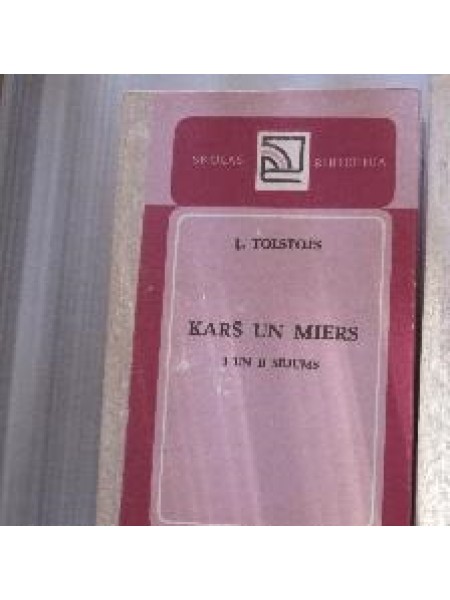 SKOLAS BIBLIOTĒKA
Ļ. TOLSTOJS
KARŠ UN MIERS
I UN II SĒJUMS